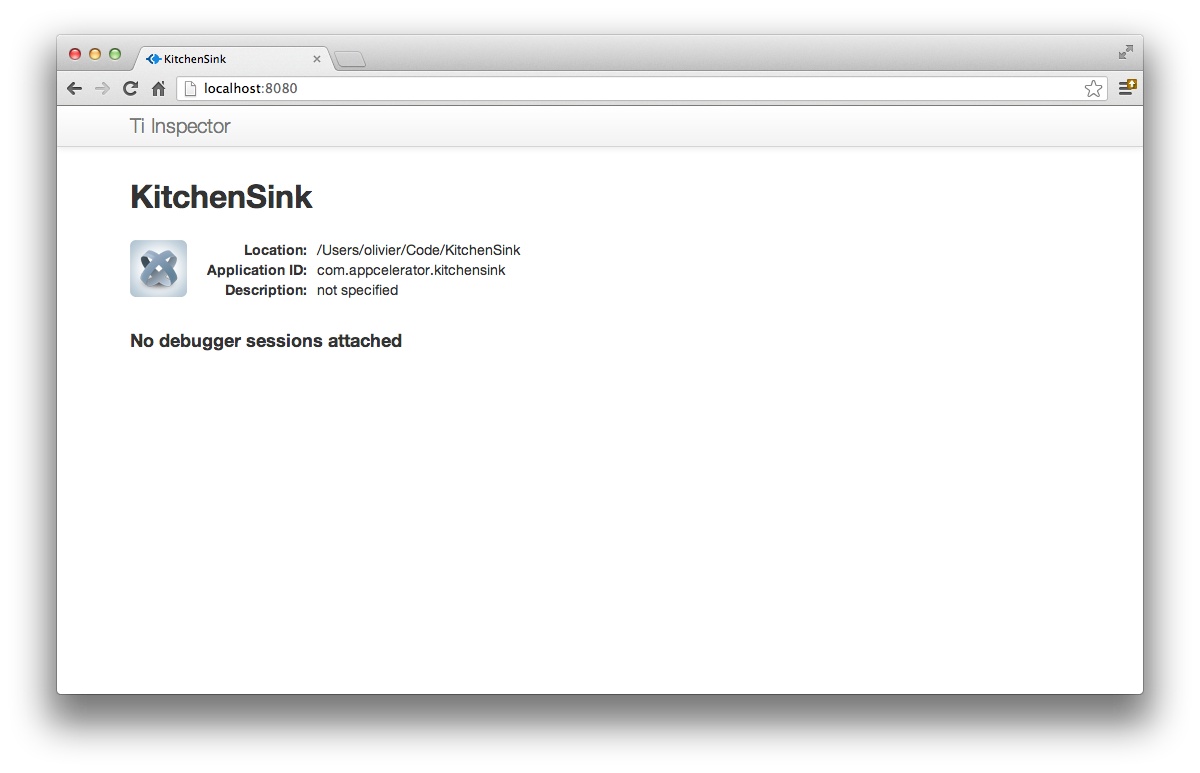 KitchenSink
localhost:8080
Ti Inspector
KitchenSink
Location: /Users/olivier/Code/KitchenSink
Application ID: com.appcelerator.kitchensink
Description: not specified
No debugger sessions attached